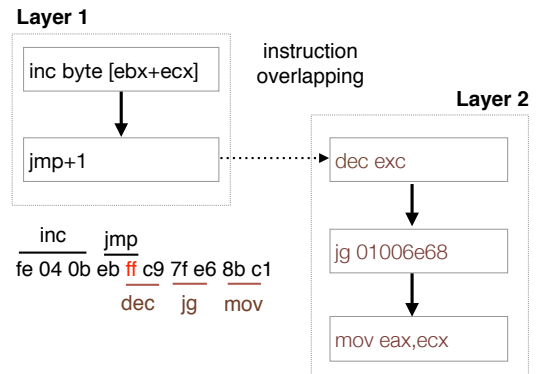 Layer 1
inc byte [ebx+ecx]
jmp+1
instruction
overlapping
Layer 2
dec exc
jg 01006e68
mov eax,ecx
inc jmp
fe 04 0b eb ff c9 7f e6 8b c1
dec jg mov